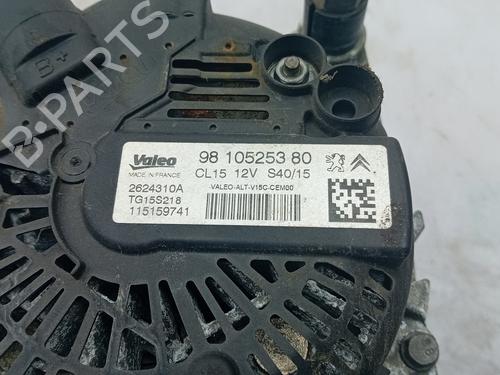 B+
B-PARTS
Valeo
MADE IN FRANCE
98 105253 80
CL15 12V S40/15
2624310A
VALEO-ALT-V15C-CEM00
TG15S218
115159741